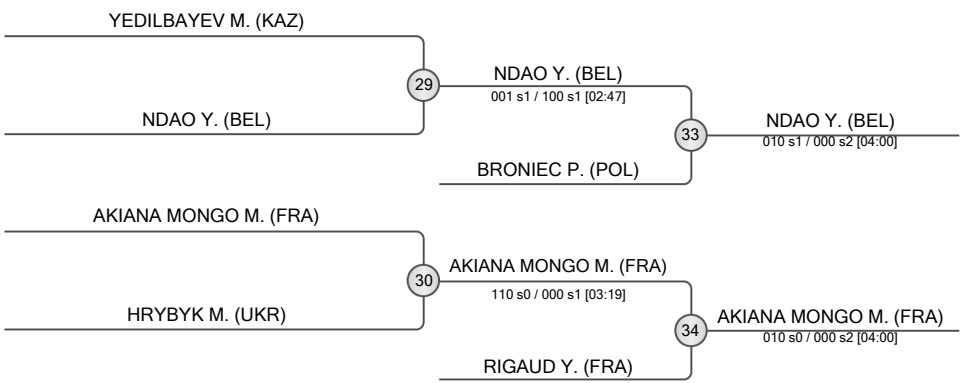 YEDILBAYEV M. (KAZ)
29
NDAO Y. (BEL)
001 s1 / 100 s1 [02:47]
NDAO Y. (BEL)
33
NDAO Y. (BEL)
010 s1 / 000 s2 [04:00]
BRONIEC P. (POL)
AKIANA MONGO M. (FRA)
30
AKIANA MONGO M. (FRA)
110 s0 / 000 s1 [03:19]
HRYBYK M. (UKR)
34
AKIANA MONGO M. (FRA)
010 s0 / 000 s2 [04:00]
RIGAUD Y. (FRA)